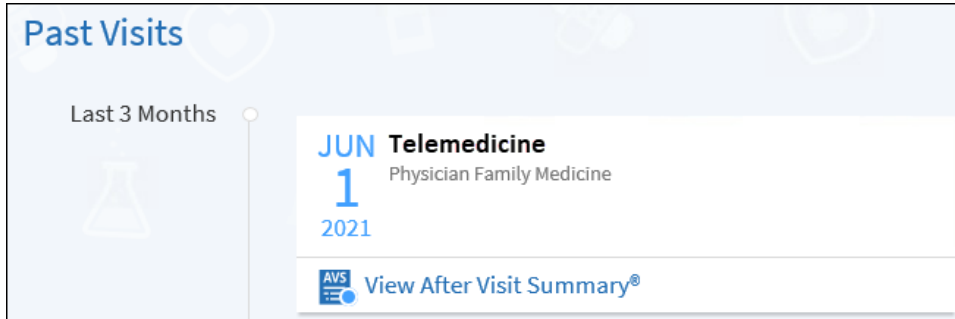 Past Visits
Last 3 Months
JUN
1
2021
Telemedicine
Physician Family Medicine
AVS
View After Visit Summary®